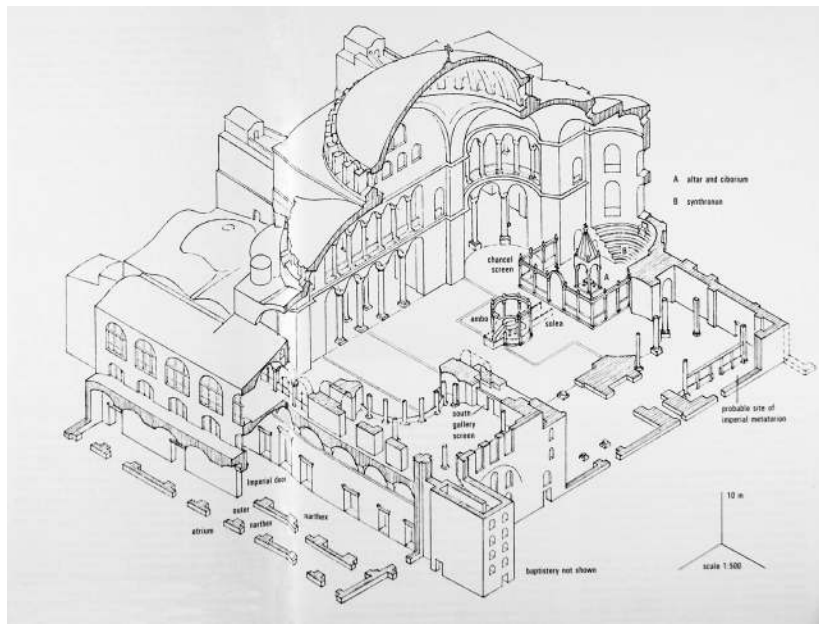 A altar and ciborium
B synthronon
chancel
screen
B
A
ambo
solea
south
gallery
screen
probable site of
imperial metatorion
Imperial door
outer
narthex
narthex
atrium
baptistery not shown
10 m
scale 1:500